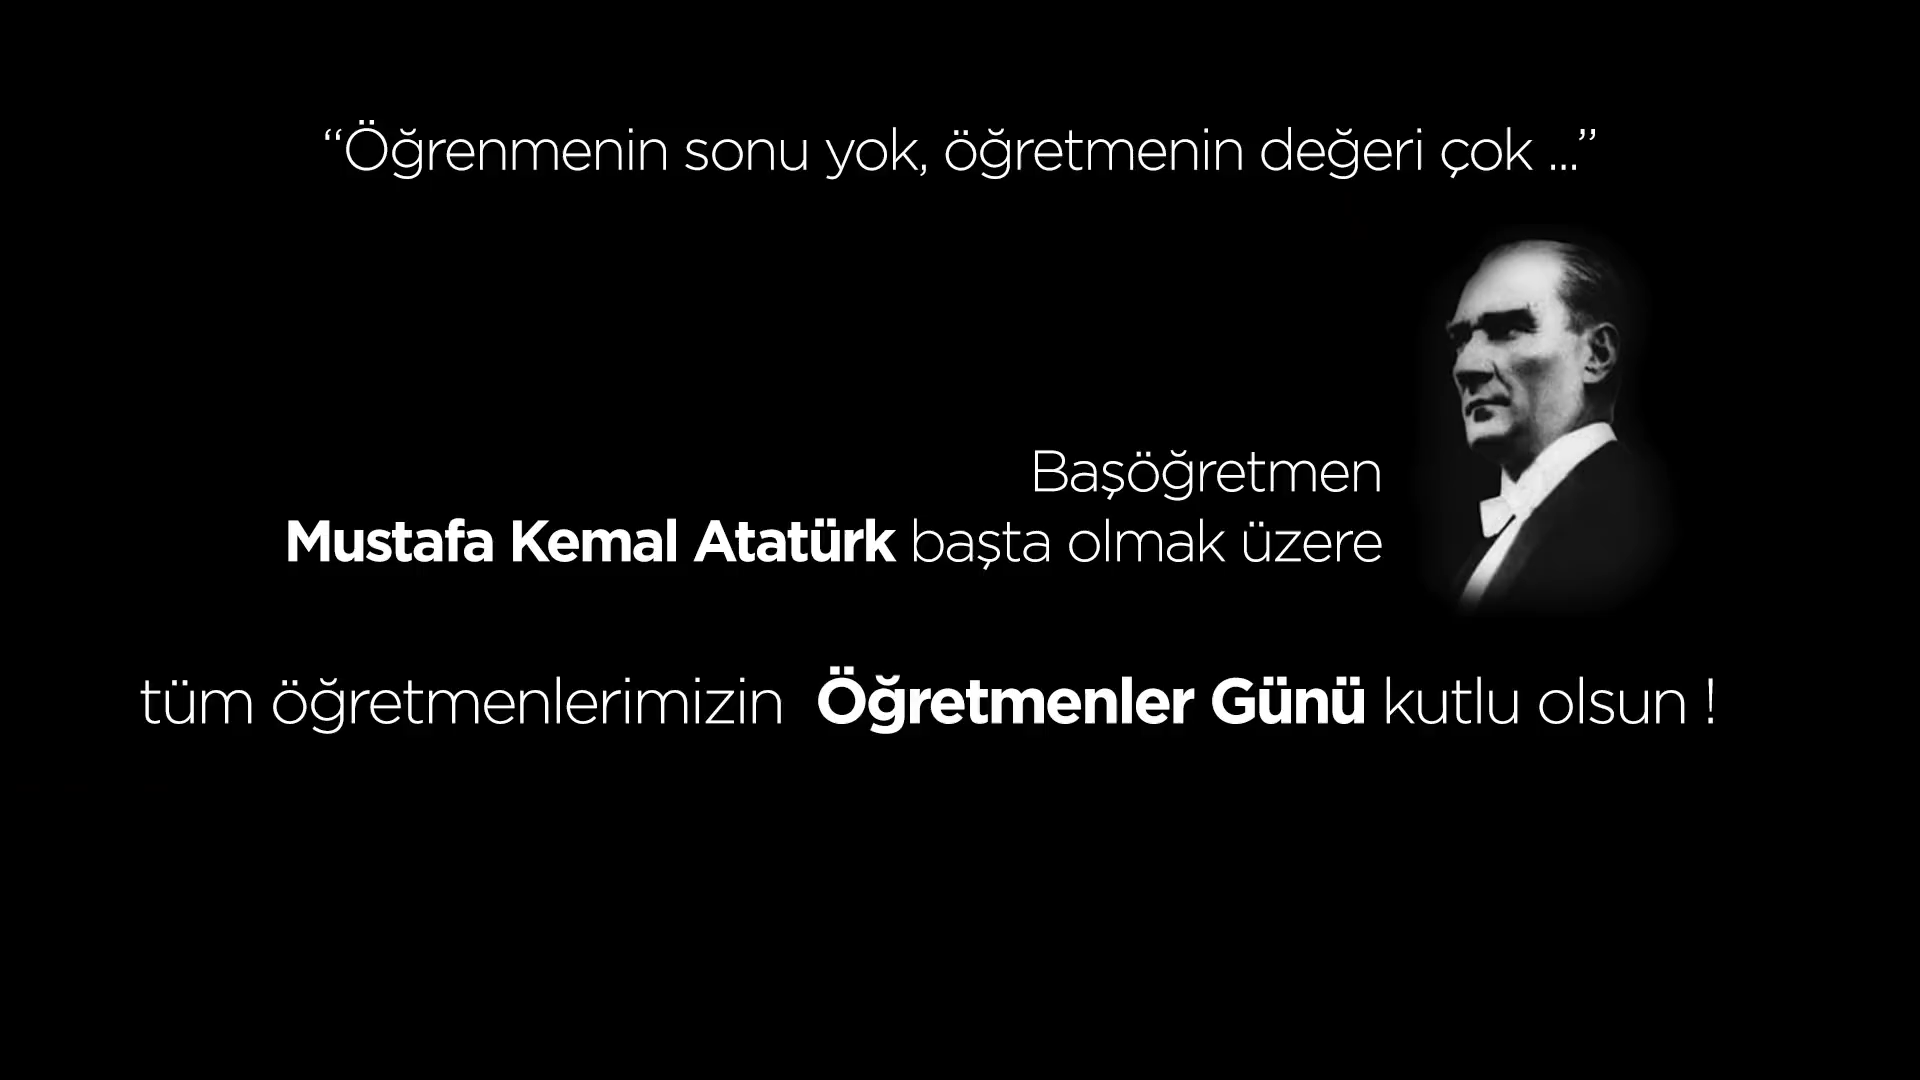 “Öğrenmenin sonu yok, öğretmenin değeri çok ...”
Başöğretmen
Mustafa Kemal Atatürk başta olmak üzere
tüm öğretmenlerimizin Öğretmenler Günü kutlu olsun !